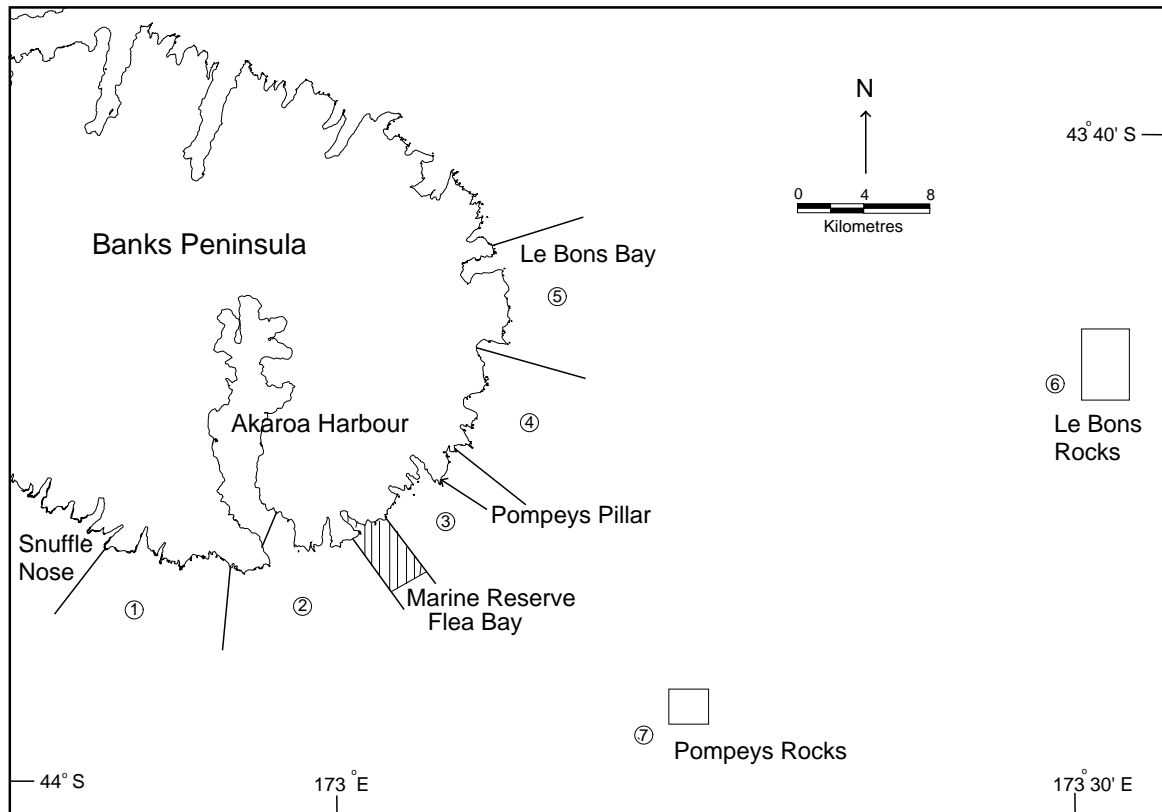 N
43° 40' S
0 4 8
Kilometres
Banks Peninsula
Le Bons Bay
⑤
⑥
Akaroa Harbour
④
Le Bons
Rocks
③
Pompeys Pillar
Snuffle
Nose
①
②
Marine Reserve
Flea Bay
⑦
Pompeys Rocks
44° S
173° E
173° 30' E